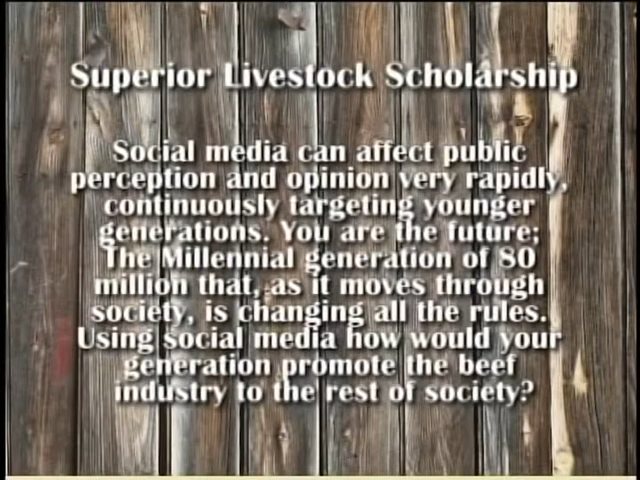 Superior Livestock Scholarship
Social media can affect public
perception and opinion very rapidly,
continuously targeting younger
generations. You are the future;
The Millennial generation of 80
million that, as it moves through
society, is changing all the rules.
Using social media how would your
generation promote the beef
industry to the rest of society?